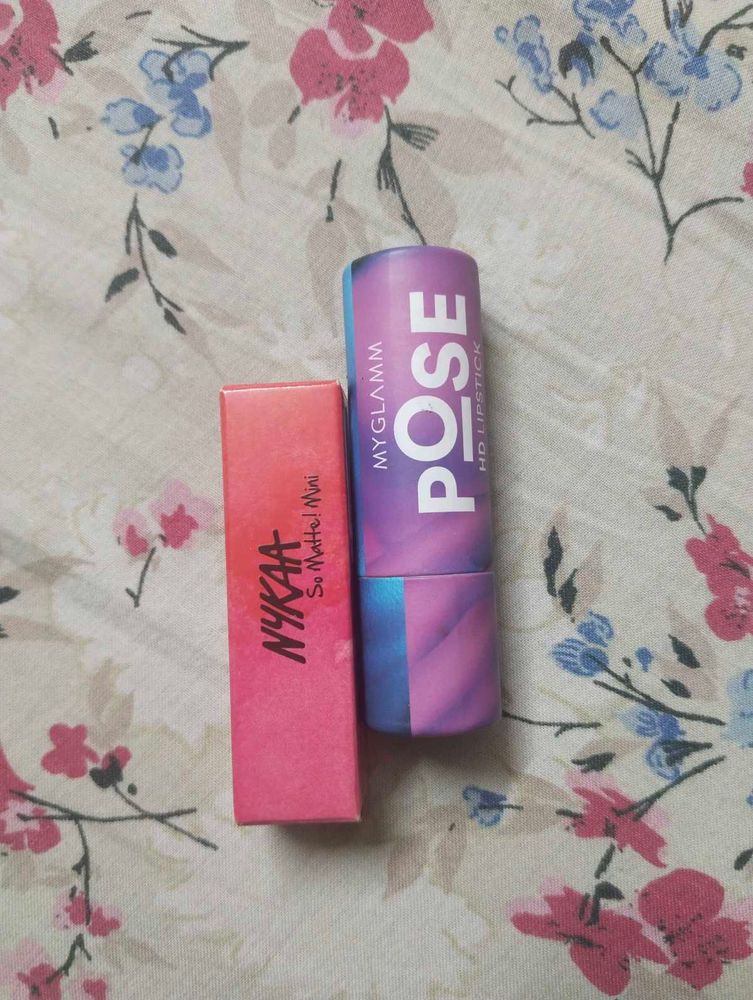 NYKAA
So Matte! Mini
MYGLAMM
POSE
HD LIPSTICK